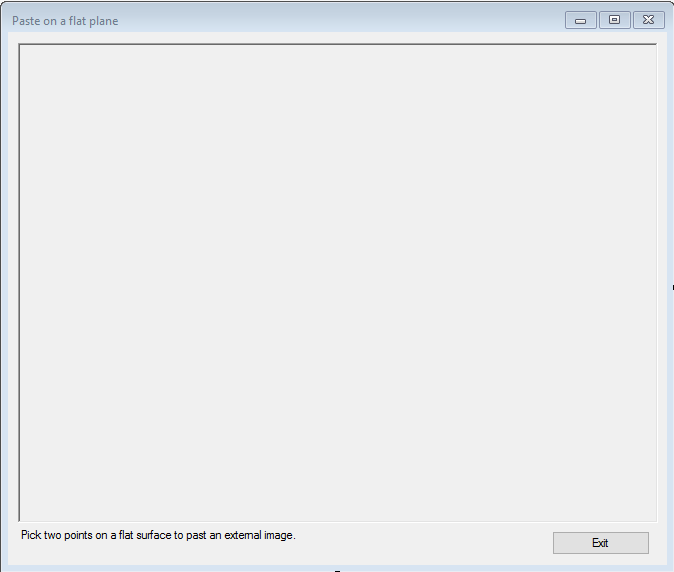 Paste on a flat plane
Pick two points on a flat surface to past an external image.
Exit